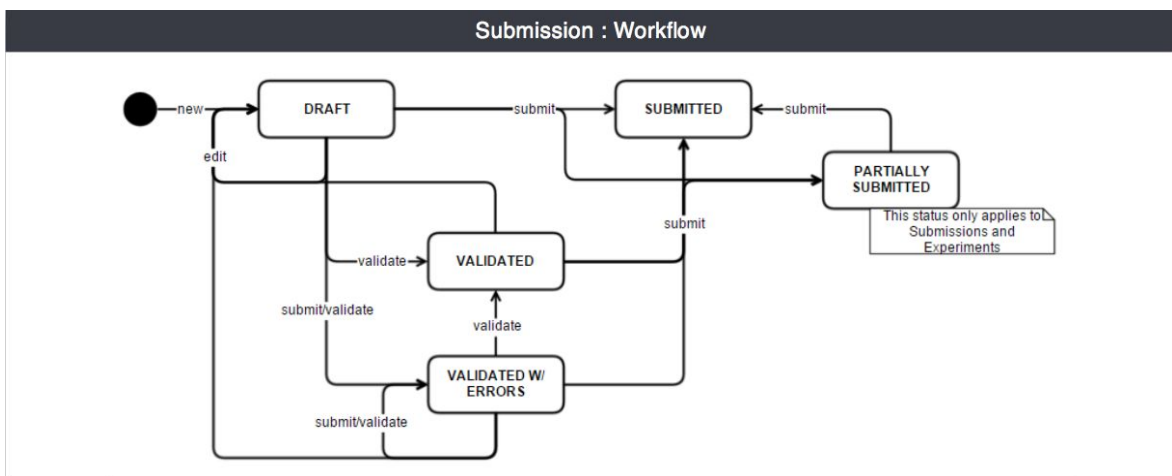 Submission : Workflow
new
DRAFT
submit
SUBMITTED
submit
edit
PARTIALLY
SUBMITTED
This status only applies to
Submissions and
Experiments
submit
validate
VALIDATED
submit/validate
validate
VALIDATED W/
ERRORS
submit/validate